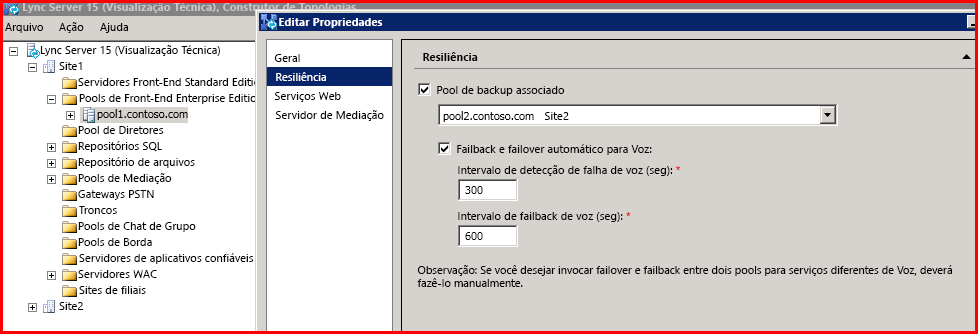 Lync Server 15 (Visualização Técnica), Construtor de Topologias
Arquivo Ação Ajuda
Lync Server 15 (Visualização Técnica)
Site1
Servidores Front-End Standard Editio
Pools de Front-End Enterprise Editio
pool1.contoso.com
Pool de Diretores
Repositórios SQL
Repositório de arquivos
Pools de Mediação
Gateways PSTN
Troncos
Pools de Chat de Grupo
Pools de Borda
Servidores de aplicativos confiáveis
Servidores WAC
Sites de filiais
Site2
Editar Propriedades
Geral
Resiliência
Serviços Web
Servidor de Mediação
Resiliência
Pool de backup associado
pool2.contoso.com Site2
Failback e failover automático para Voz:
Intervalo de detecção de falha de voz (seg): *
300
Intervalo de failback de voz (seg): *
600
Observação: Se você desejar invocar failover e failback entre dois pools para serviços diferentes de Voz, deverá
fazê-lo manualmente.